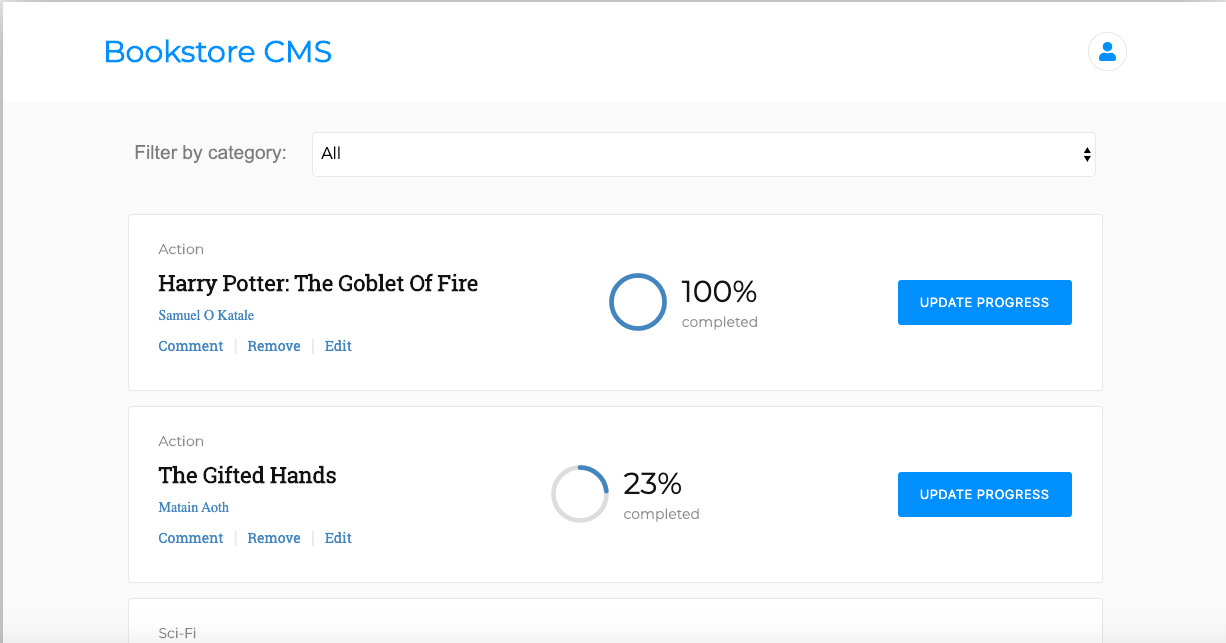 Bookstore CMS
Filter by category: All
Action
Harry Potter: The Goblet Of Fire
Samuel O Katale
Comment Remove Edit
100%
completed
UPDATE PROGRESS
Action
The Gifted Hands
Matain Aoth
Comment Remove Edit
23%
completed
UPDATE PROGRESS
Sci-Fi